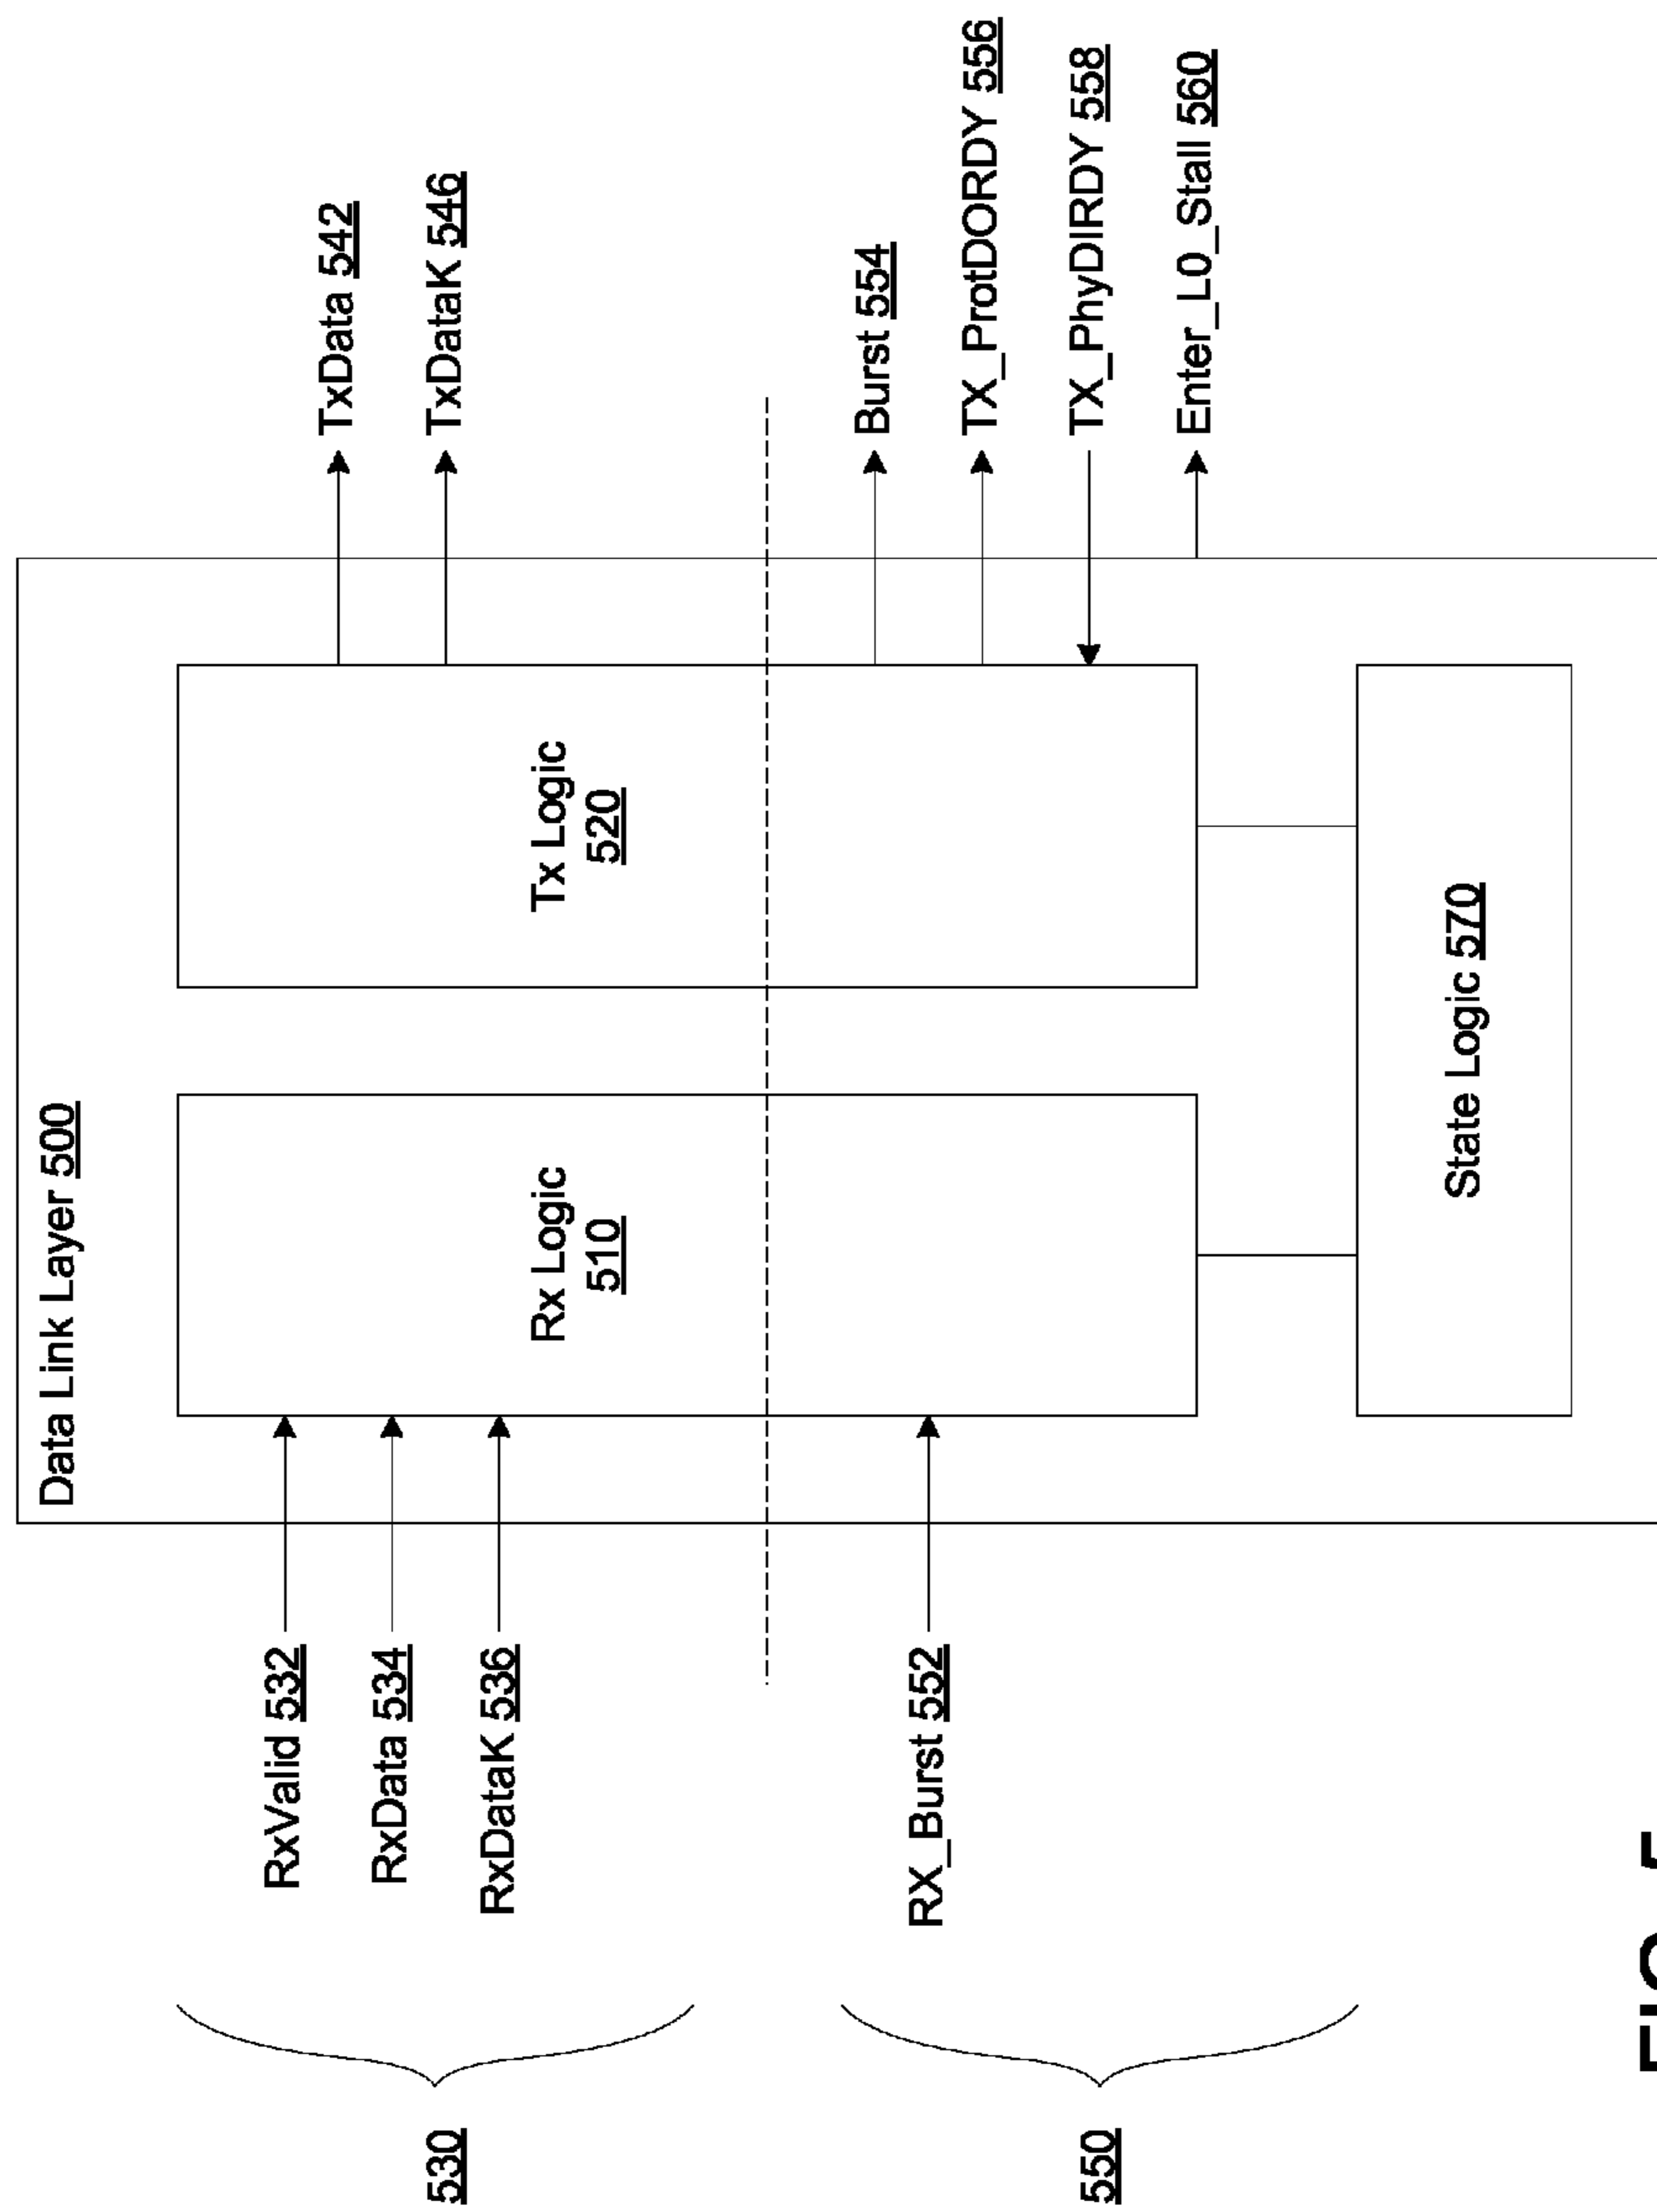 Data Link Layer 500
RxValid 532
RxData 534
RxDataK 536
530
Rx Logic
510
Tx Logic
520
TxData 542
TxDataK 546
RX_Burst 552
550
Burst 554
TX_ProtDORDY 556
TX_PhyDIRDY 558
Enter_L0_Stall 560
State Logic 570